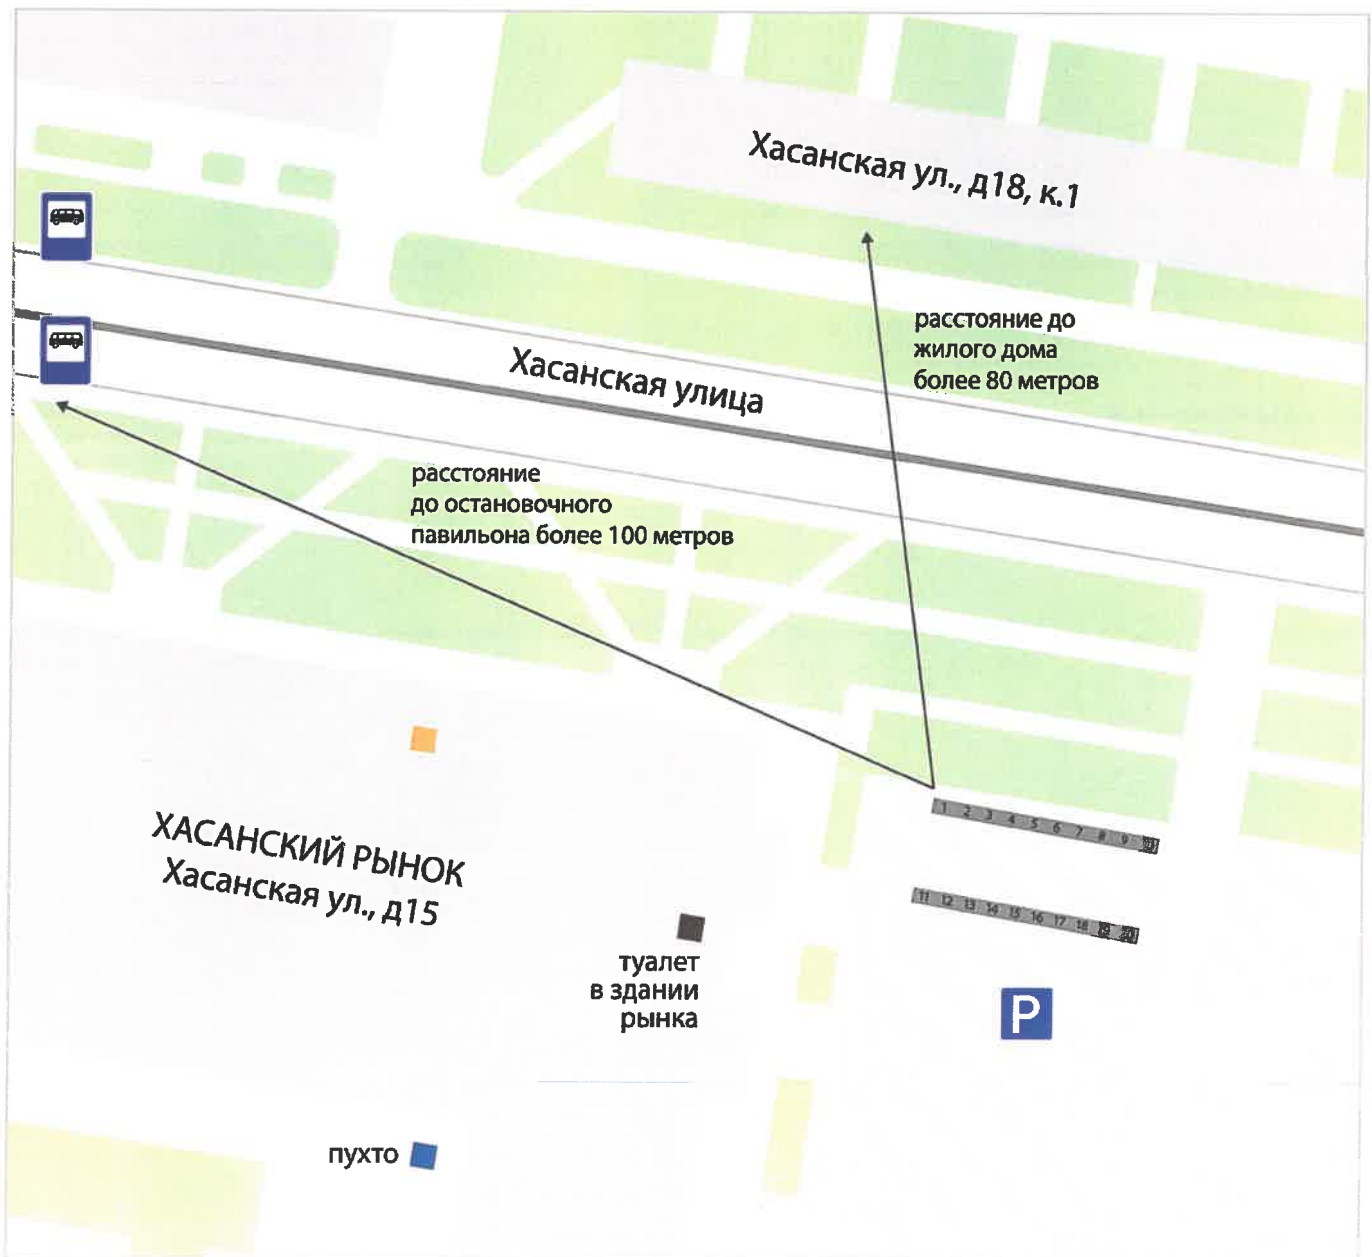 Хасанская ул., д18, к.1
расстояние до
жилого дома
более 80 метров
Хасанская улица
расстояние
до остановочного
павильона более 100 метров
1 2 3 4 5 6 7 8 9
ХАСАНСКИЙ РЫНОК
Хасанская ул., д15
11 12 13 14 15 16 17 18 19 20
туалет
в здании
рынка
P
пухто